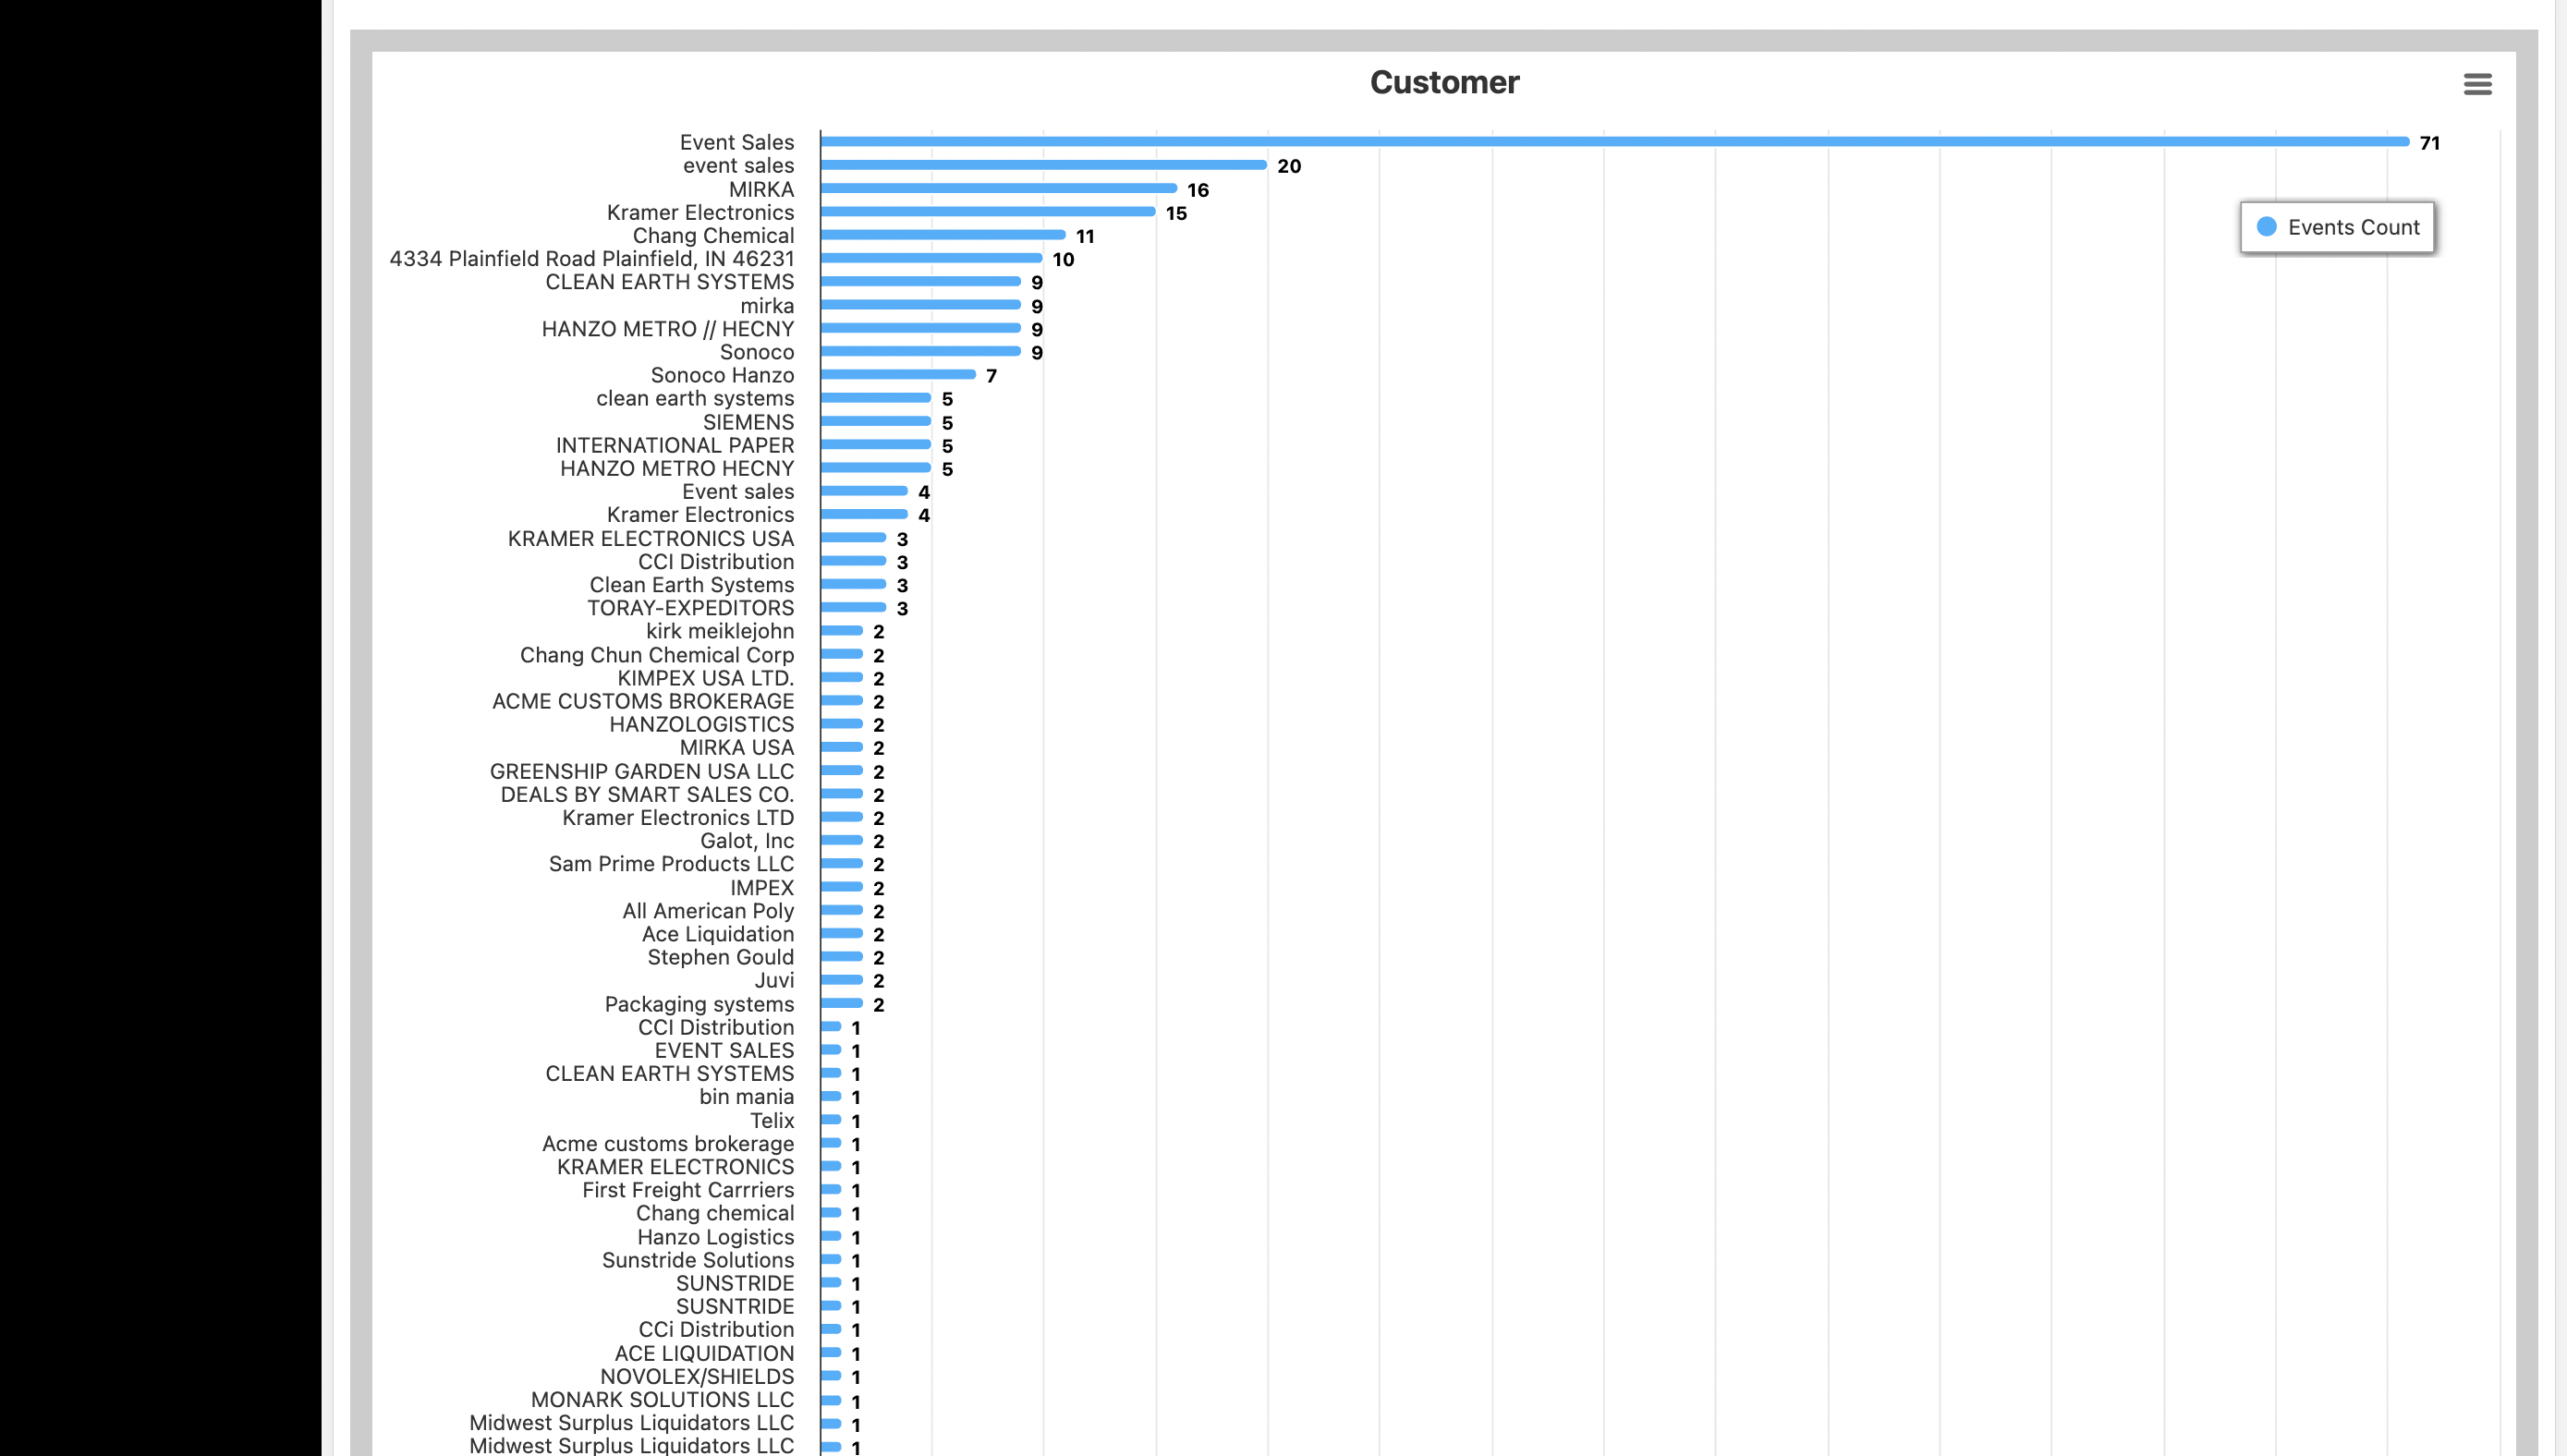 Customer
Event Sales 71
event sales 20
MIRKA 16
Kramer Electronics 15
Events Count
Chang Chemical 11
4334 Plainfield Road Plainfield, IN 46231 10
CLEAN EARTH SYSTEMS 9
mirka 9
HANZO METRO // HECNY 9
Sonoco 9
Sonoco Hanzo 7
clean earth systems 5
SIEMENS 5
INTERNATIONAL PAPER 5
HANZO METRO HECNY 5
Event sales 4
Kramer Electronics 4
KRAMER ELECTRONICS USA 3
CCI Distribution 3
Clean Earth Systems 3
TORAY-EXPEDITORS 3
kirk meiklejohn 2
Chang Chun Chemical Corp 2
KIMPEX USA LTD. 2
ACME CUSTOMS BROKERAGE 2
HANZOLOGISTICS 2
MIRKA USA 2
GREENSHIP GARDEN USA LLC 2
DEALS BY SMART SALES CO. 2
Kramer Electronics LTD 2
Galot, Inc 2
Sam Prime Products LLC 2
IMPEX 2
All American Poly 2
Ace Liquidation 2
Stephen Gould 2
Juvi 2
Packaging systems 2
CCI Distribution 1
EVENT SALES 1
CLEAN EARTH SYSTEMS 1
bin mania 1
Telix 1
Acme customs brokerage 1
KRAMER ELECTRONICS 1
First Freight Carrriers 1
Chang chemical 1
Hanzo Logistics 1
Sunstride Solutions 1
SUNSTRIDE 1
SUSNTRIDE 1
CCi Distribution 1
ACE LIQUIDATION 1
NOVOLEX/SHIELDS 1
MONARK SOLUTIONS LLC 1
Midwest Surplus Liquidators LLC 1
Midwest Surplus Liquidators LLC 1